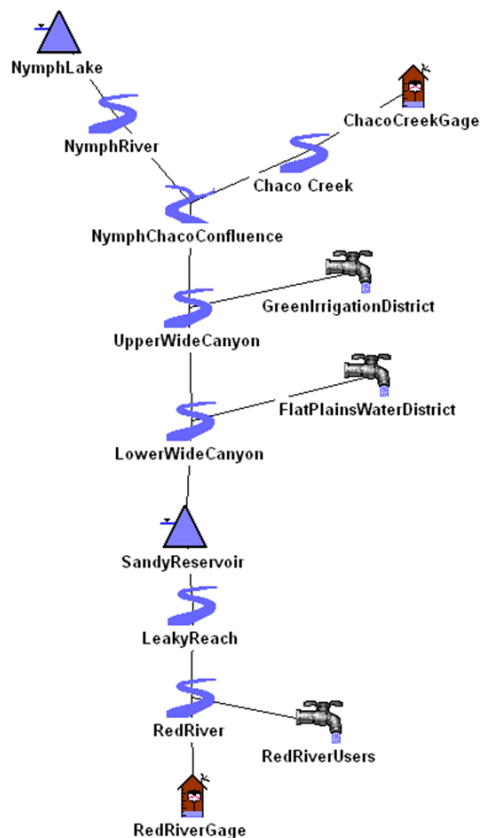 NymphLake
ChacoCreekGage
NymphRiver
Chaco Creek
NymphChacoConfluence
GreenIrrigationDistrict
UpperWideCanyon
FlatPlainsWaterDistrict
LowerWideCanyon
SandyReservoir
LeakyReach
RedRiver
RedRiverUsers
RedRiverGage